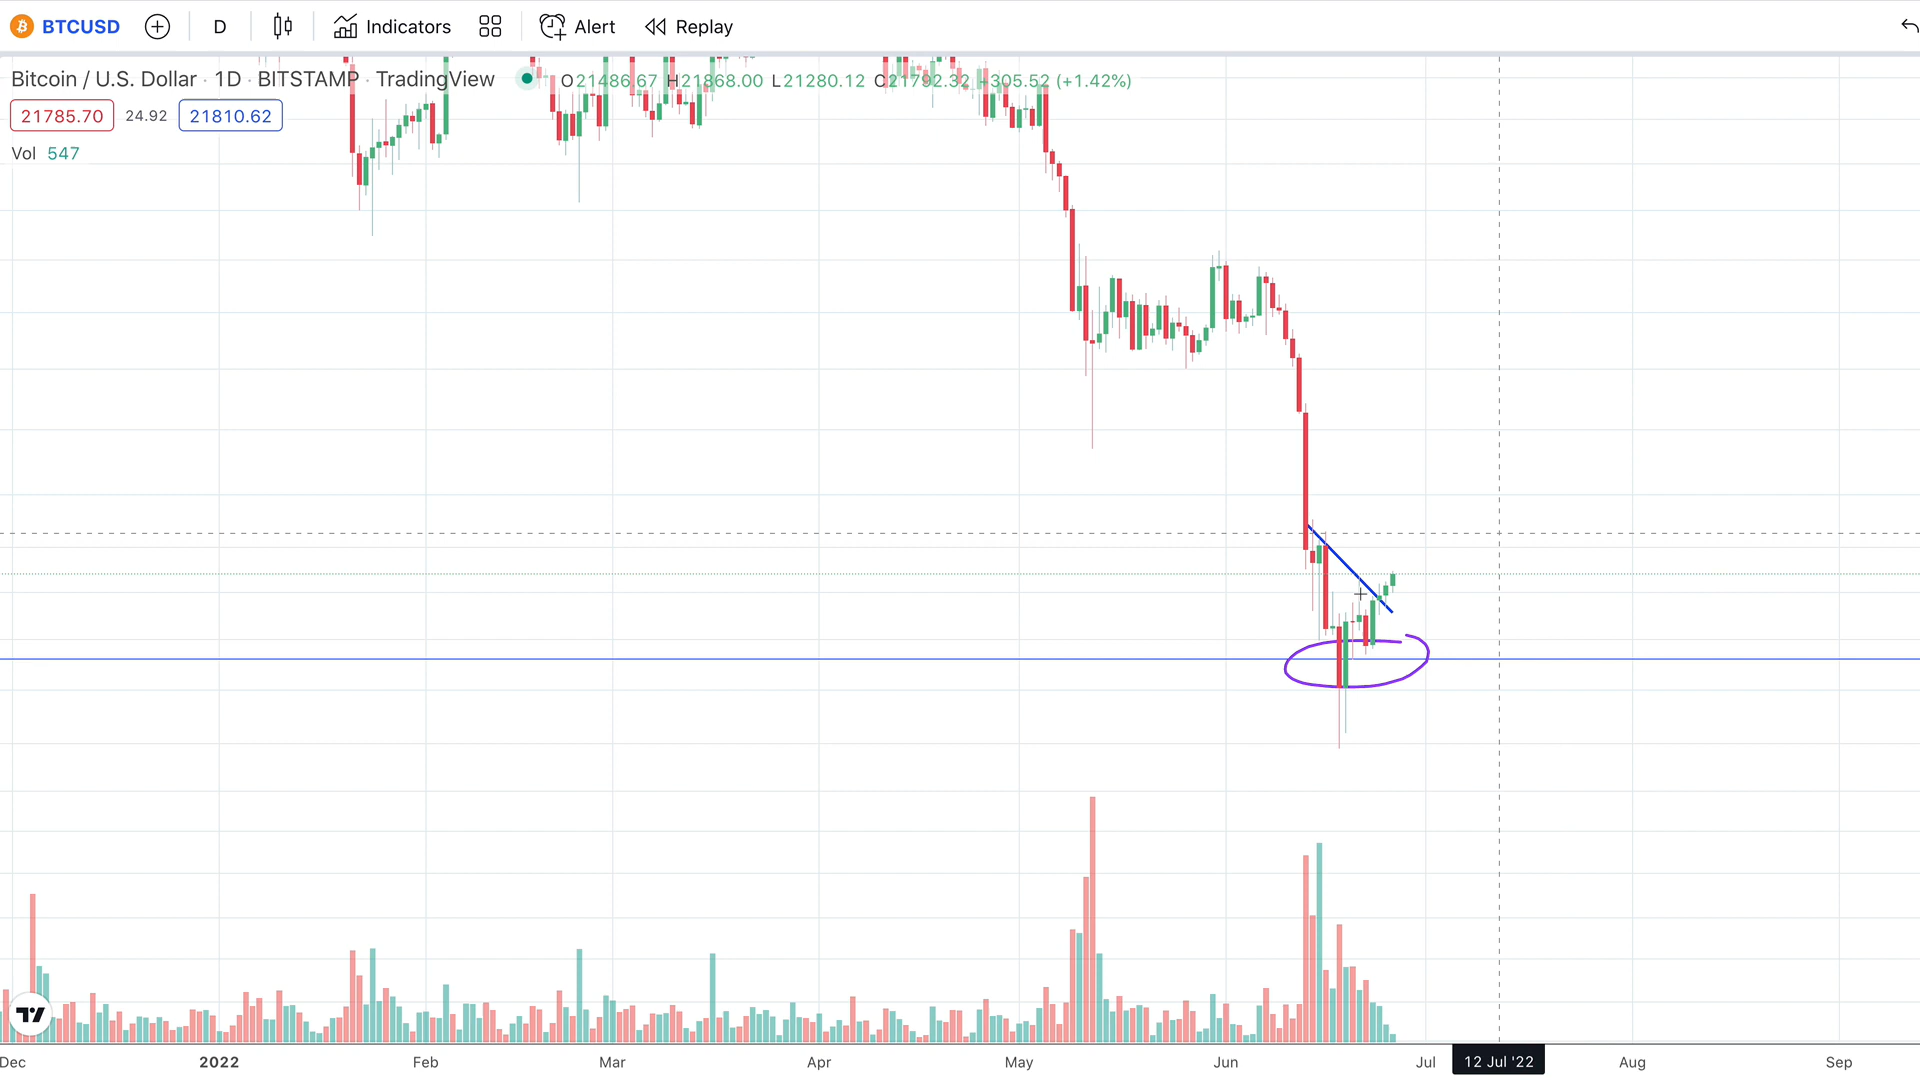 BTCUSD D Indicators Alert Replay
Bitcoin / U.S. Dollar · 1D · BITSTAMP · TradingView O21486.67 H21868.00 L21280.12 C21792.32 +305.52 (+1.42%)
21785.70 24.92 21810.62
Vol 547
Dec 2022 Feb Mar Apr May Jun Jul 12 Jul '22 Aug Sep